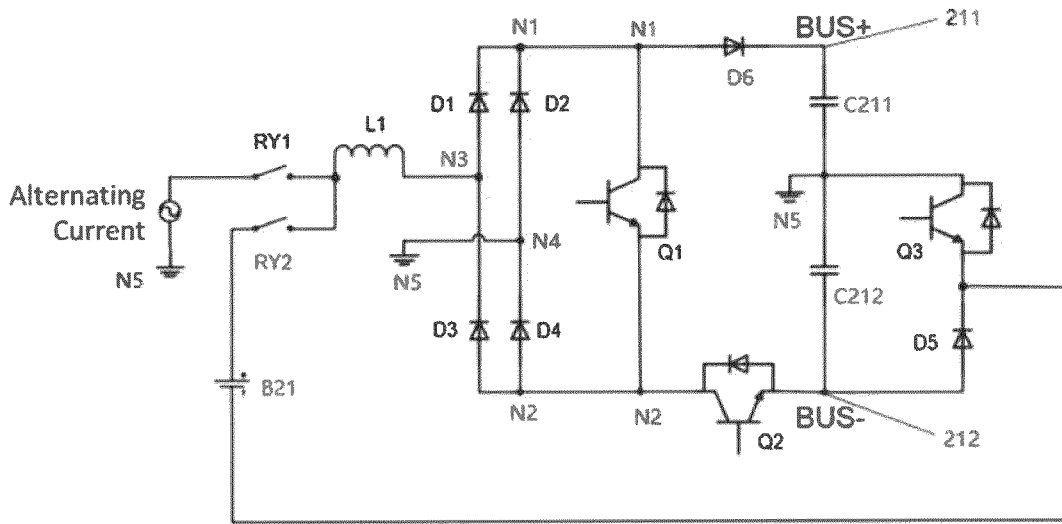 N1
N1
BUS+
211
D1
D2
D6
C211
RY1
L1
N3
Alternating
Current
N5
RY2
N5
N4
Q1
N5
Q3
C212
D3
D4
D5
B21
N2
N2
Q2
BUS-
212